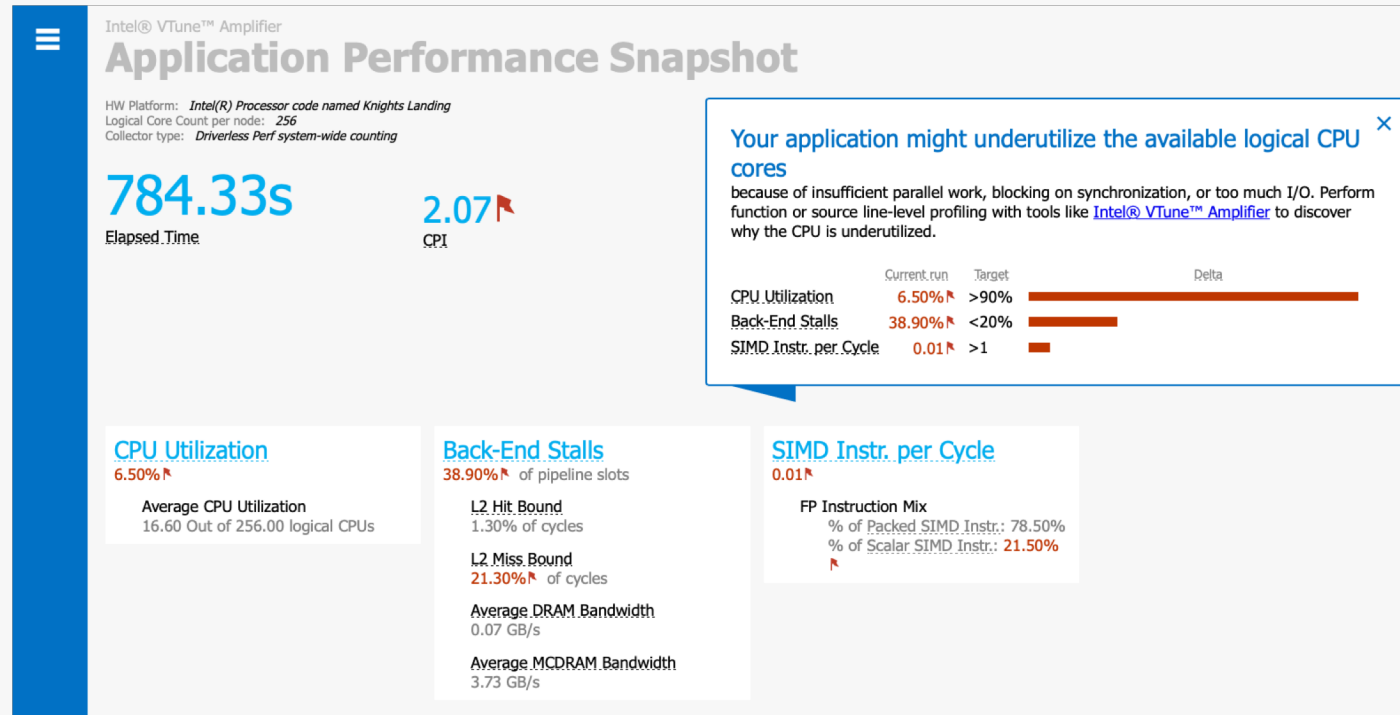 Intel® VTune™ Amplifier
Application Performance Snapshot
HW Platform: Intel(R) Processor code named Knights Landing
Logical Core Count per node: 256
Collector type: Driverless Perf system-wide counting
784.33s
Elapsed Time
2.07
CPI
Your application might underutilize the available logical CPU
cores
because of insufficient parallel work, blocking on synchronization, or too much I/O. Perform
function or source line-level profiling with tools like Intel® VTune™ Amplifier to discover
why the CPU is underutilized.
Current run Target Delta
CPU Utilization 6.50% >90%
Back-End Stalls 38.90% <20%
SIMD Instr. per Cycle 0.01 >1
CPU Utilization
6.50%
Average CPU Utilization
16.60 Out of 256.00 logical CPUs
Back-End Stalls
38.90% of pipeline slots
L2 Hit Bound
1.30% of cycles
L2 Miss Bound
21.30% of cycles
Average DRAM Bandwidth
0.07 GB/s
Average MCDRAM Bandwidth
3.73 GB/s
SIMD Instr. per Cycle
0.01
FP Instruction Mix
% of Packed SIMD Instr.: 78.50%
% of Scalar SIMD Instr.: 21.50%